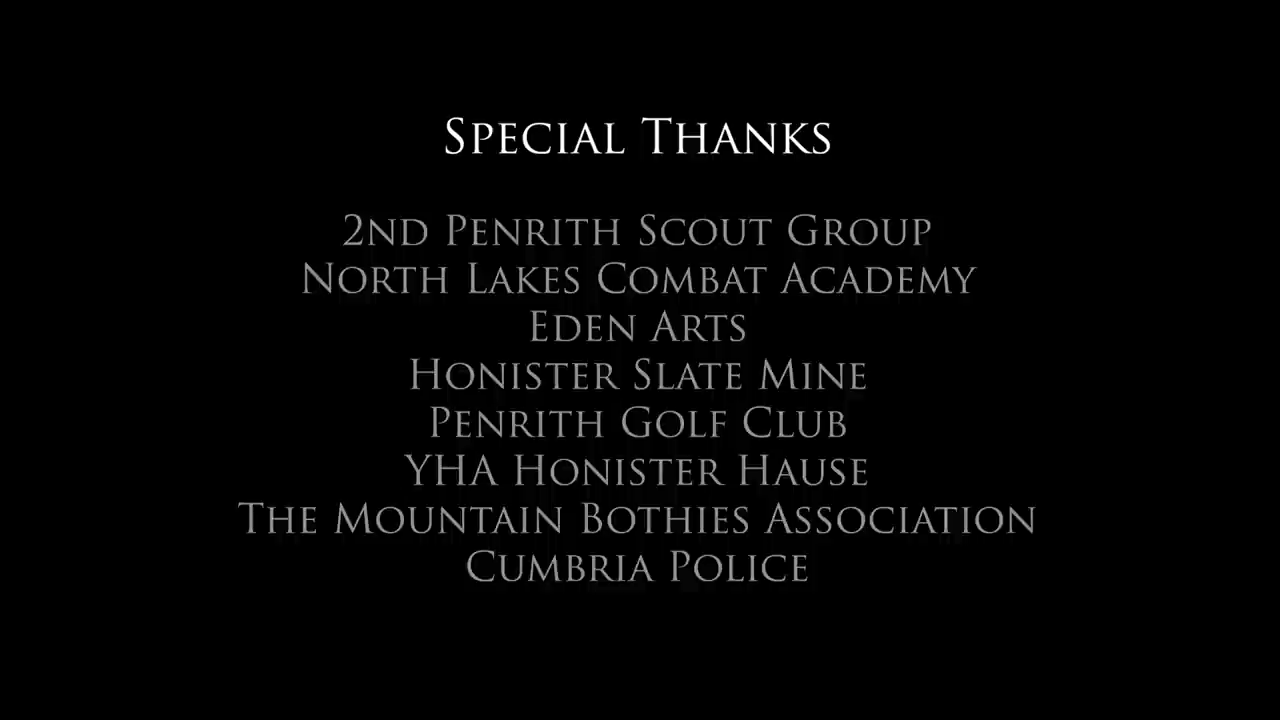 Special Thanks
2nd Penrith Scout Group
North Lakes Combat Academy
Eden Arts
Honister Slate Mine
Penrith Golf Club
YHA Honister Hause
The Mountain Bothies Association
Cumbria Police